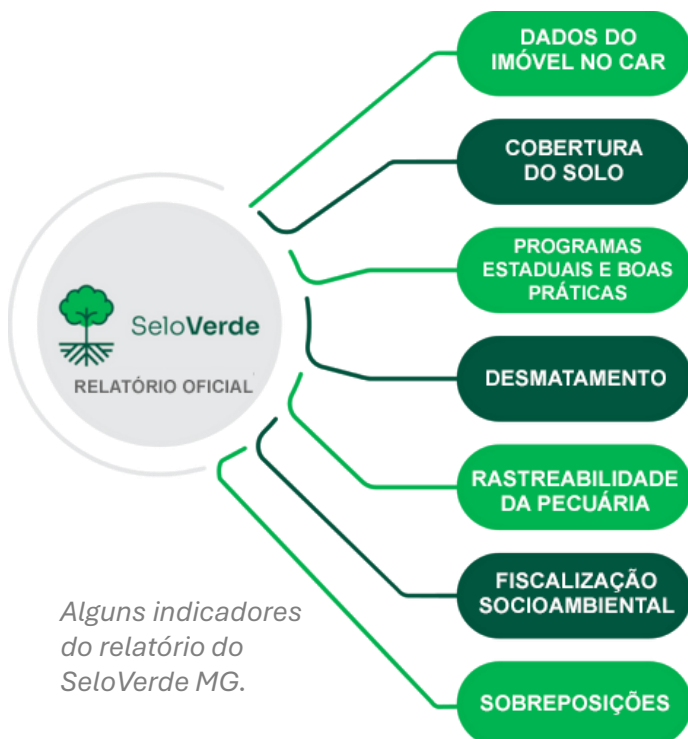 DADOS DO
IMÓVEL NO CAR
COBERTURA
DO SOLO
PROGRAMAS
ESTADUAIS E BOAS
PRÁTICAS
SeloVerde
RELATÓRIO OFICIAL
DESMATAMENTO
RASTREABILIDADE
DA PECUÁRIA
FISCALIZAÇÃO
SOCIOAMBIENTAL
Alguns indicadores
do relatório do
SeloVerde MG.
SOBREPOSIÇÕES